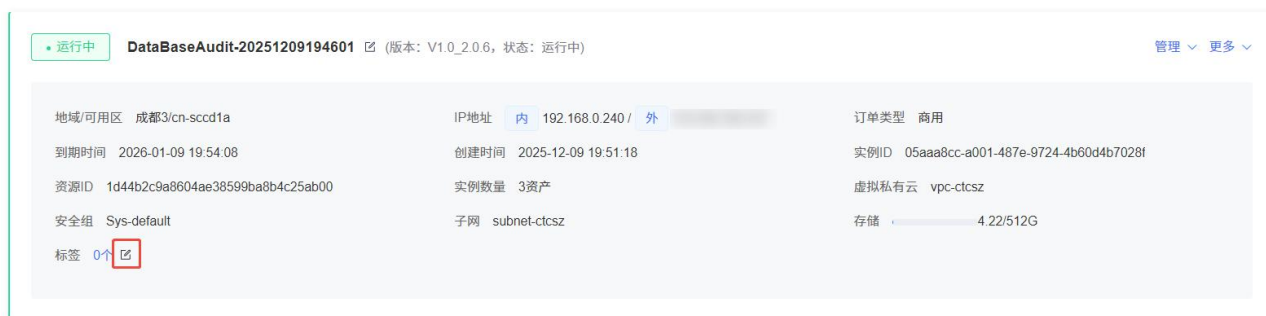 运行中 DataBaseAudit-20251209194601 (版本：V1.0_2.0.6，状态：运行中) 管理 更多
地域/可用区 成都3/cn-sccd1a IP地址 内 192.168.0.240 / 外 订单类型 商用
到期时间 2026-01-09 19:54:08 创建时间 2025-12-09 19:51:18 实例ID 05aaa8cc-a001-487e-9724-4b60d4b7028f
资源ID 1d44b2c9a8604ae38599ba8b4c25ab00 实例数量 3资产 虚拟私有云 vpc-ctcsz
安全组 Sys-default 子网 subnet-ctcsz 存储 4.22/512G
标签 0个